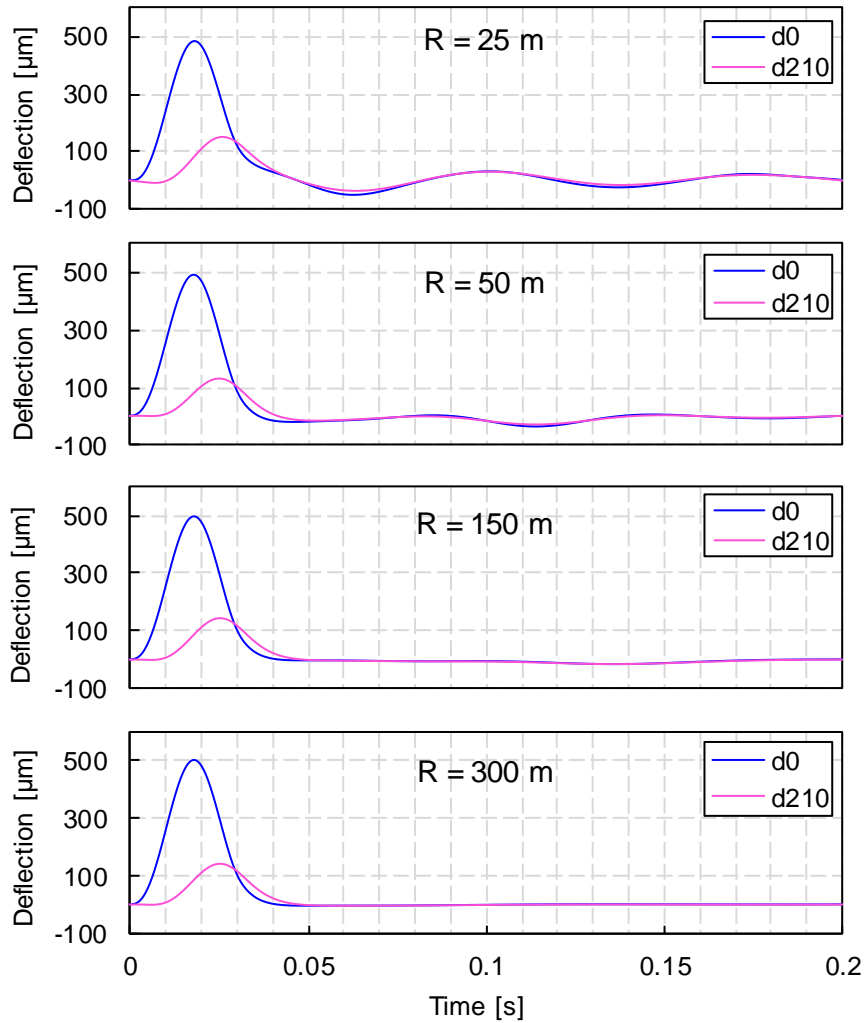 Deflection [µm]
500
300
100
-100
R = 25 m
d0
d210
Deflection [µm]
500
300
100
-100
R = 50 m
d0
d210
Deflection [µm]
500
300
100
-100
R = 150 m
d0
d210
Deflection [µm]
500
300
100
-100
R = 300 m
d0
d210
0 0.05 0.1 0.15 0.2
Time [s]